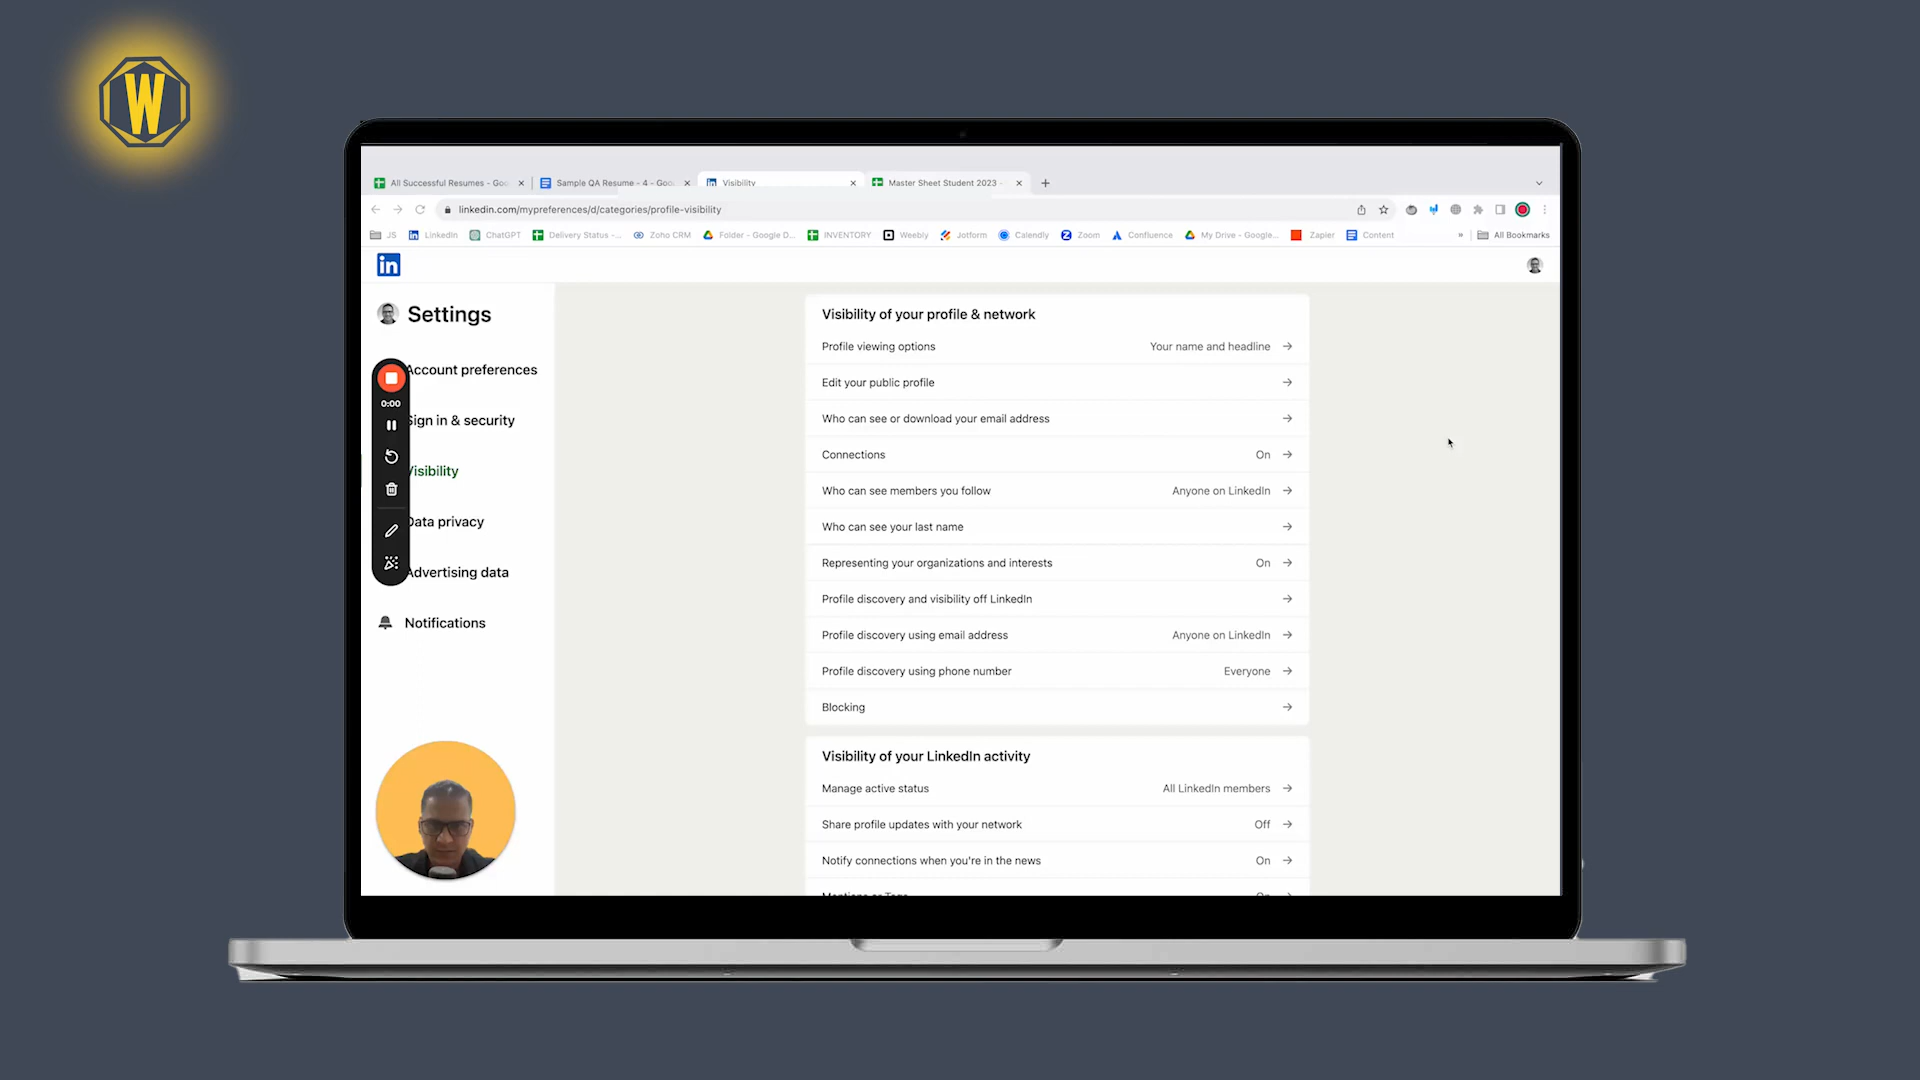 W
All Successful Resumes - Goo
Sample QA Resume - 4 - Goo
in Visibility
Master Sheet Student 2023 -
linkedin.com/mypreferences/d/categories/profile-visibility
JS
LinkedIn
ChatGPT
Delivery Status -...
Zoho CRM
Folder - Google D...
INVENTORY
Weebly
Jotform
Calendly
Zoom
Confluence
My Drive - Google...
Zapier
Content
»
All Bookmarks
in
Settings
Account preferences
0:00
Sign in & security
Visibility
Data privacy
Advertising data
Notifications
Visibility of your profile & network
Profile viewing options Your name and headline
Edit your public profile
Who can see or download your email address
Connections On
Who can see members you follow Anyone on LinkedIn
Who can see your last name
Representing your organizations and interests On
Profile discovery and visibility off LinkedIn
Profile discovery using email address Anyone on LinkedIn
Profile discovery using phone number Everyone
Blocking
Visibility of your LinkedIn activity
Manage active status All LinkedIn members
Share profile updates with your network Off
Notify connections when you're in the news On
Mentions or Tags On